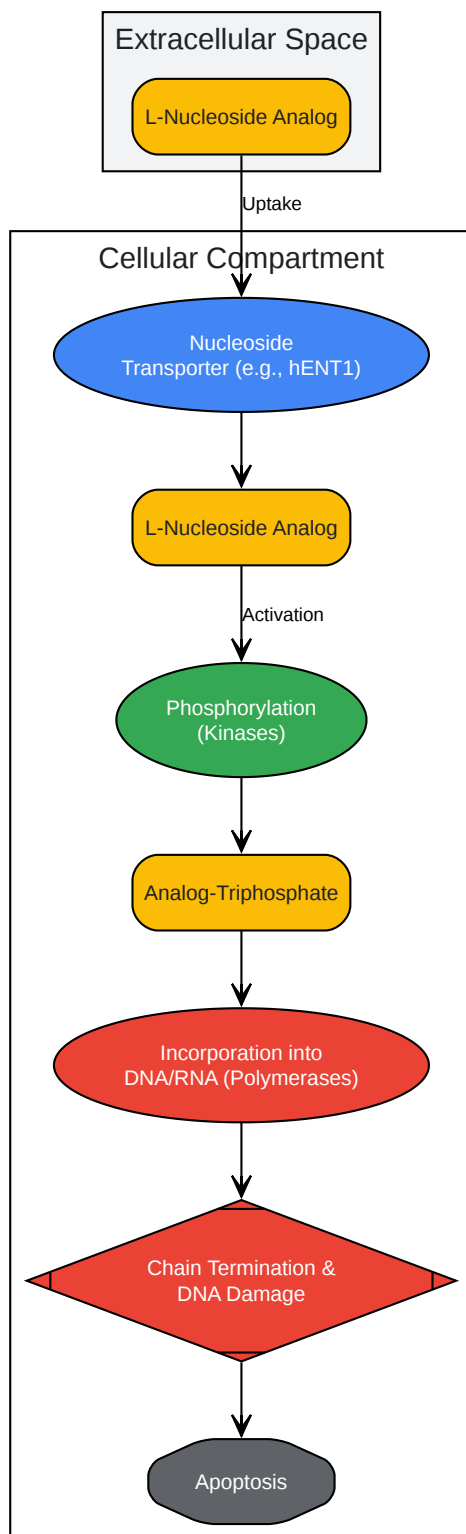 Extracellular Space
L-Nucleoside Analog
Uptake
Cellular Compartment
Nucleoside
Transporter (e.g., hENT1)
L-Nucleoside Analog
Activation
Phosphorylation
(Kinases)
Analog-Triphosphate
Incorporation into
DNA/RNA (Polymerases)
Chain Termination &
DNA Damage
Apoptosis